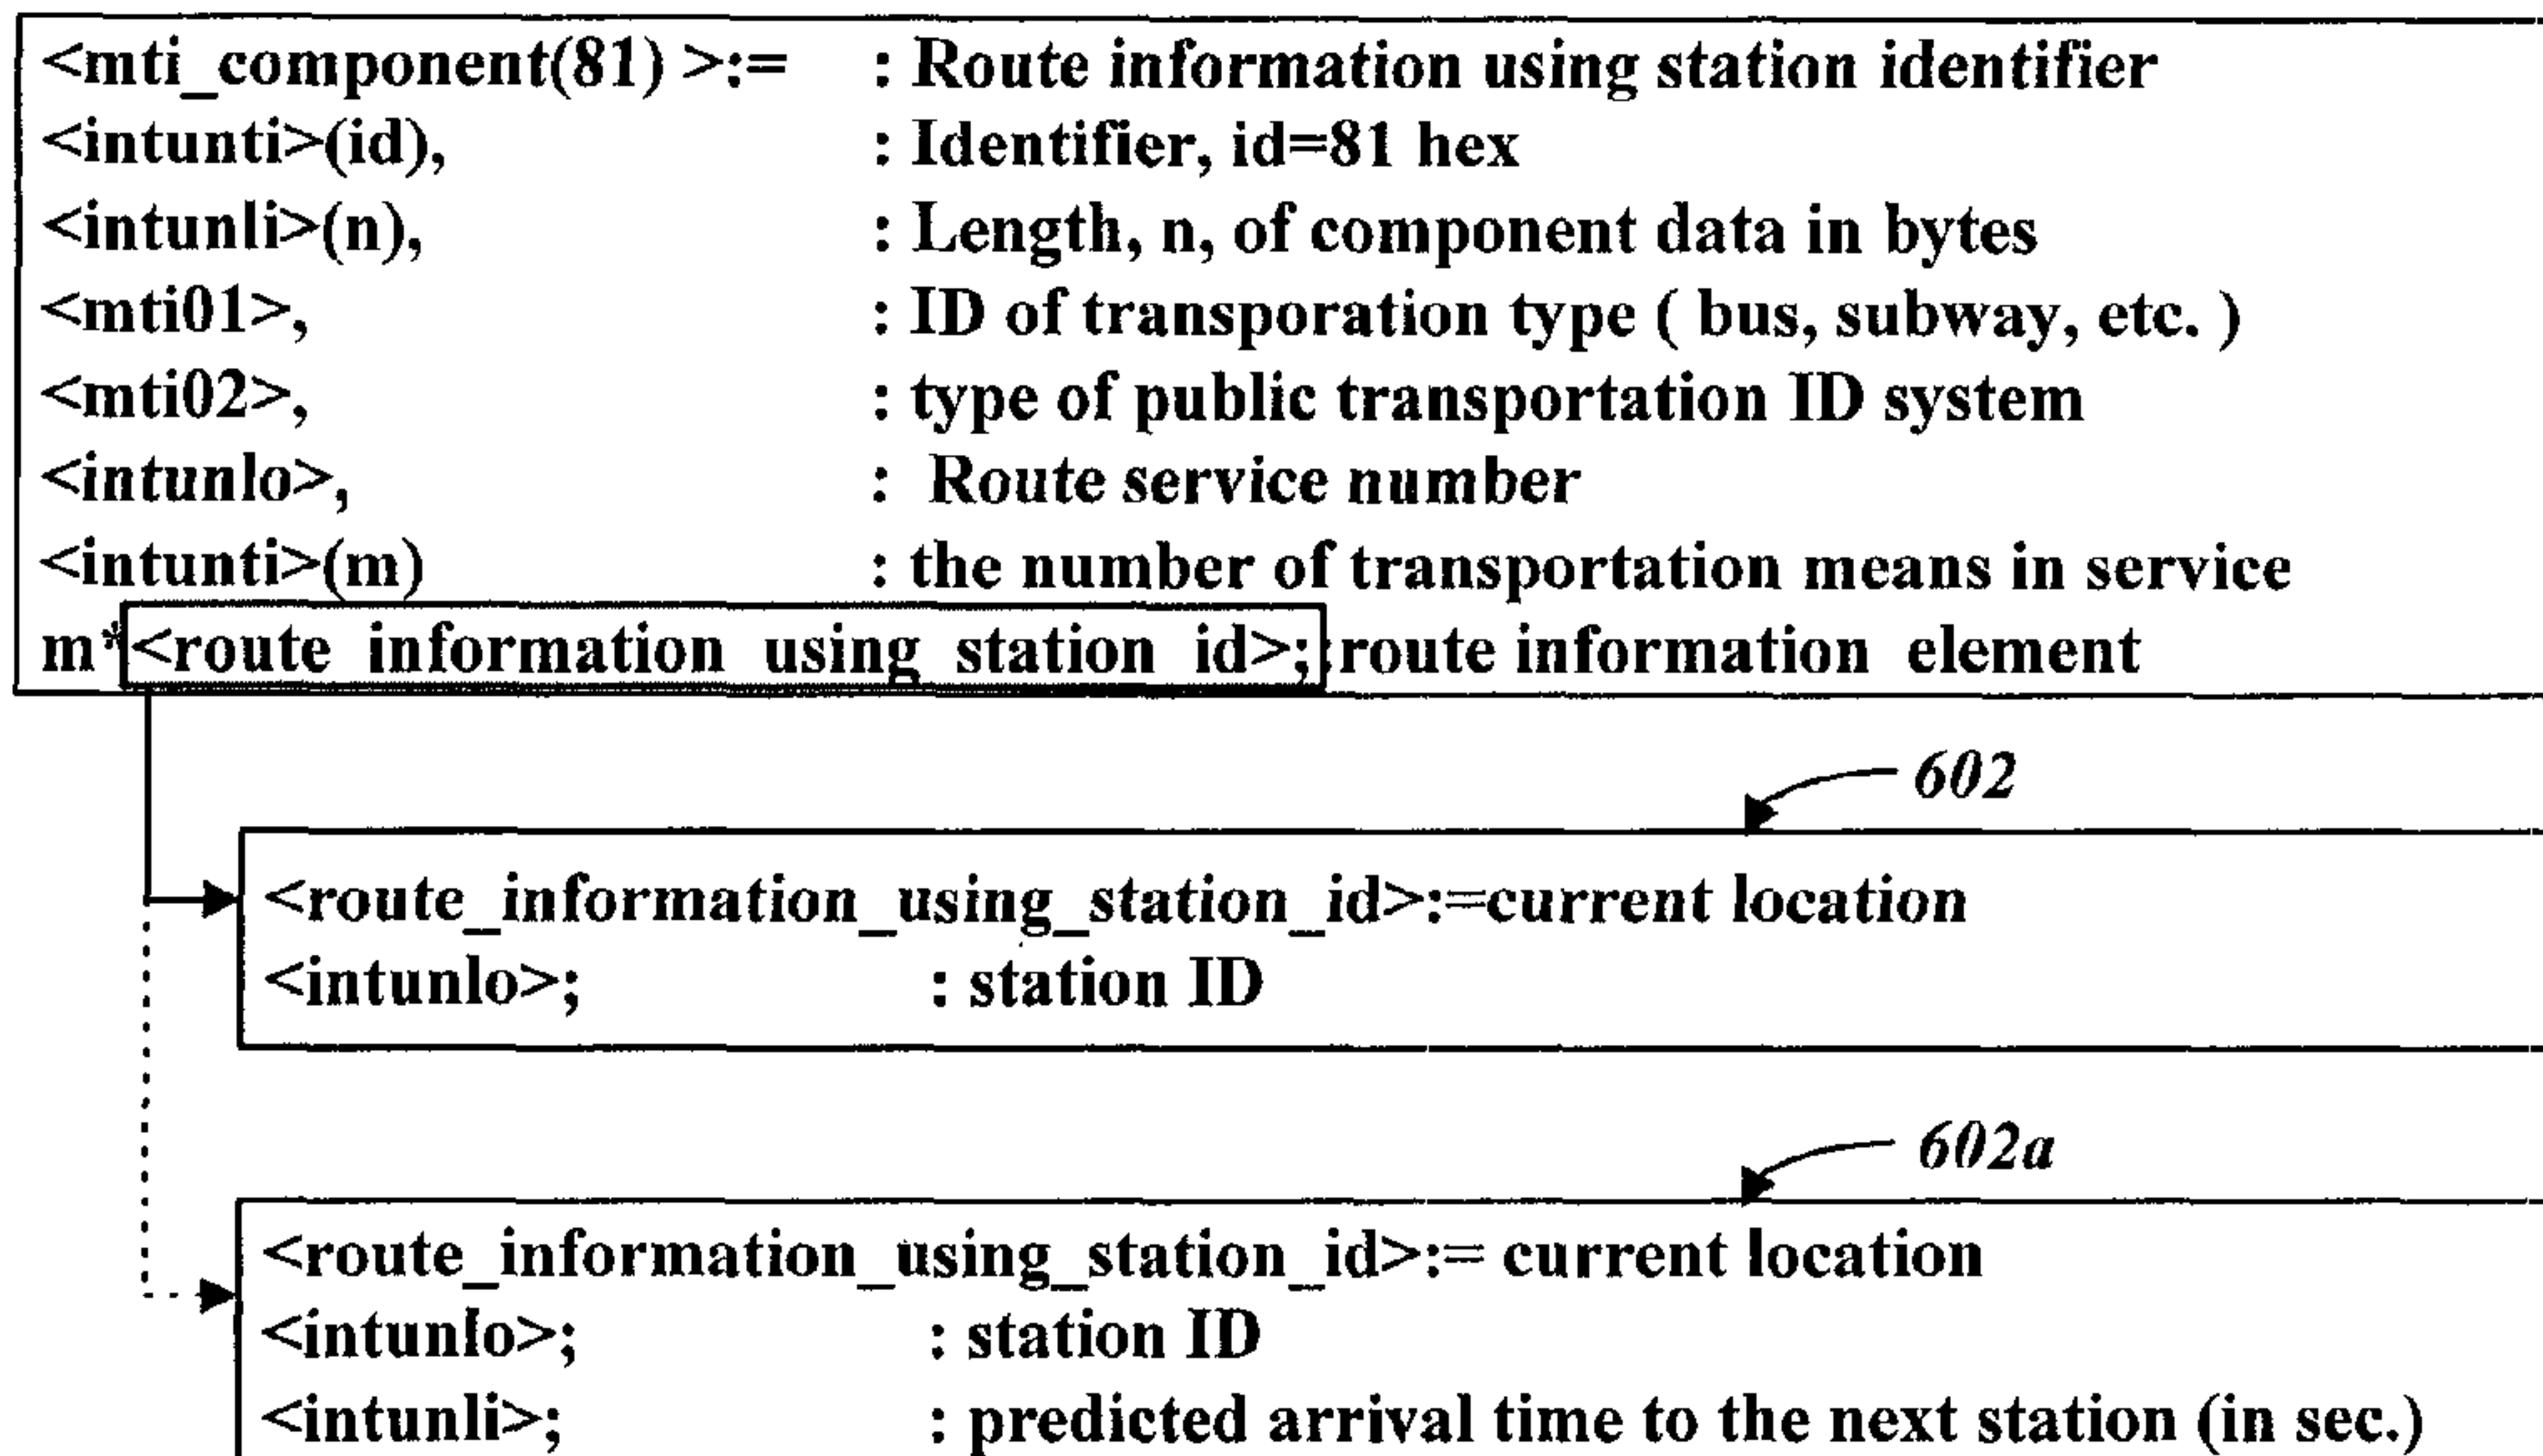 <mti_component(81) >:= : Route information using station identifier
<intunti>(id), : Identifier, id=81 hex
<intunli>(n), : Length, n, of component data in bytes
<mti01>, : ID of transporation type ( bus, subway, etc. )
<mti02>, : type of public transportation ID system
<intunlo>, : Route service number
<intunti>(m) : the number of transportation means in service
m*<route_information_using_station_id>;:route information element
602
<route_information_using_station_id>:=current location
<intunlo>; : station ID
602a
<route_information_using_station_id>:= current location
<intunlo>; : station ID
<intunli>; : predicted arrival time to the next station (in sec.)